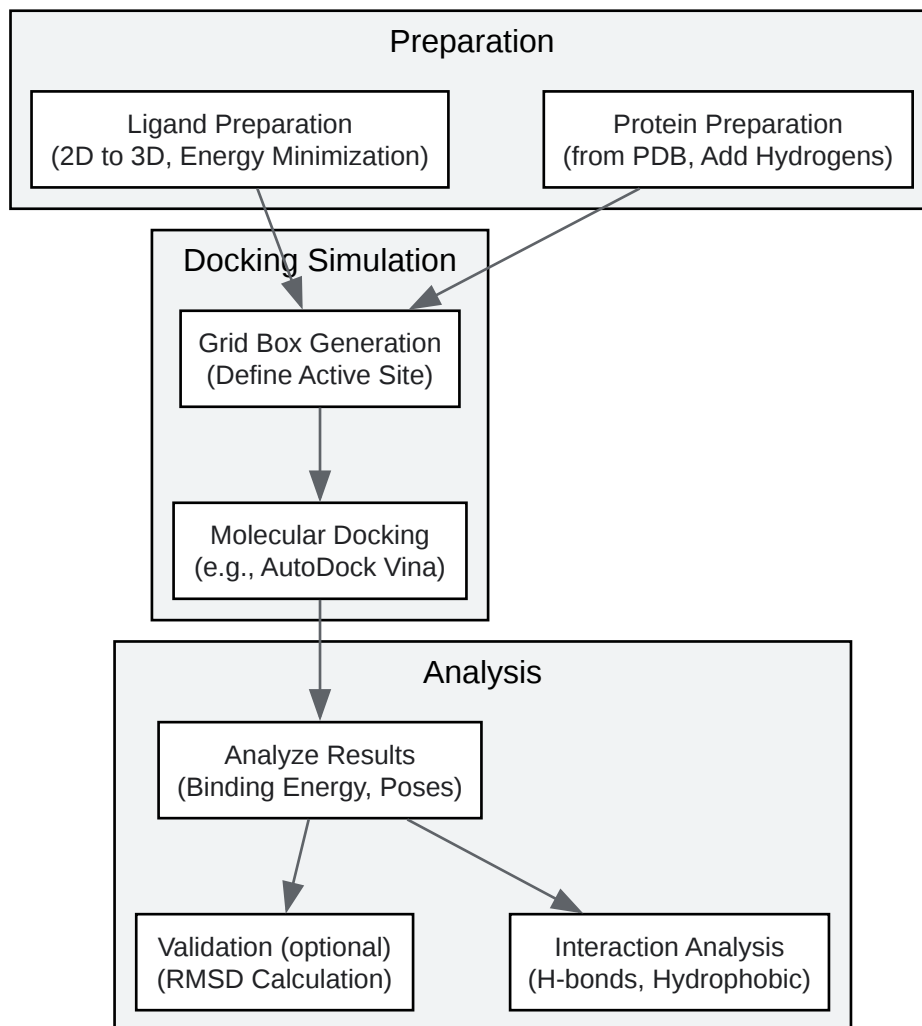 Preparation
Ligand Preparation
(2D to 3D, Energy Minimization)
Protein Preparation
(from PDB, Add Hydrogens)
Docking Simulation
Grid Box Generation
(Define Active Site)
Molecular Docking
(e.g., AutoDock Vina)
Analysis
Analyze Results
(Binding Energy, Poses)
Validation (optional)
(RMSD Calculation)
Interaction Analysis
(H-bonds, Hydrophobic)